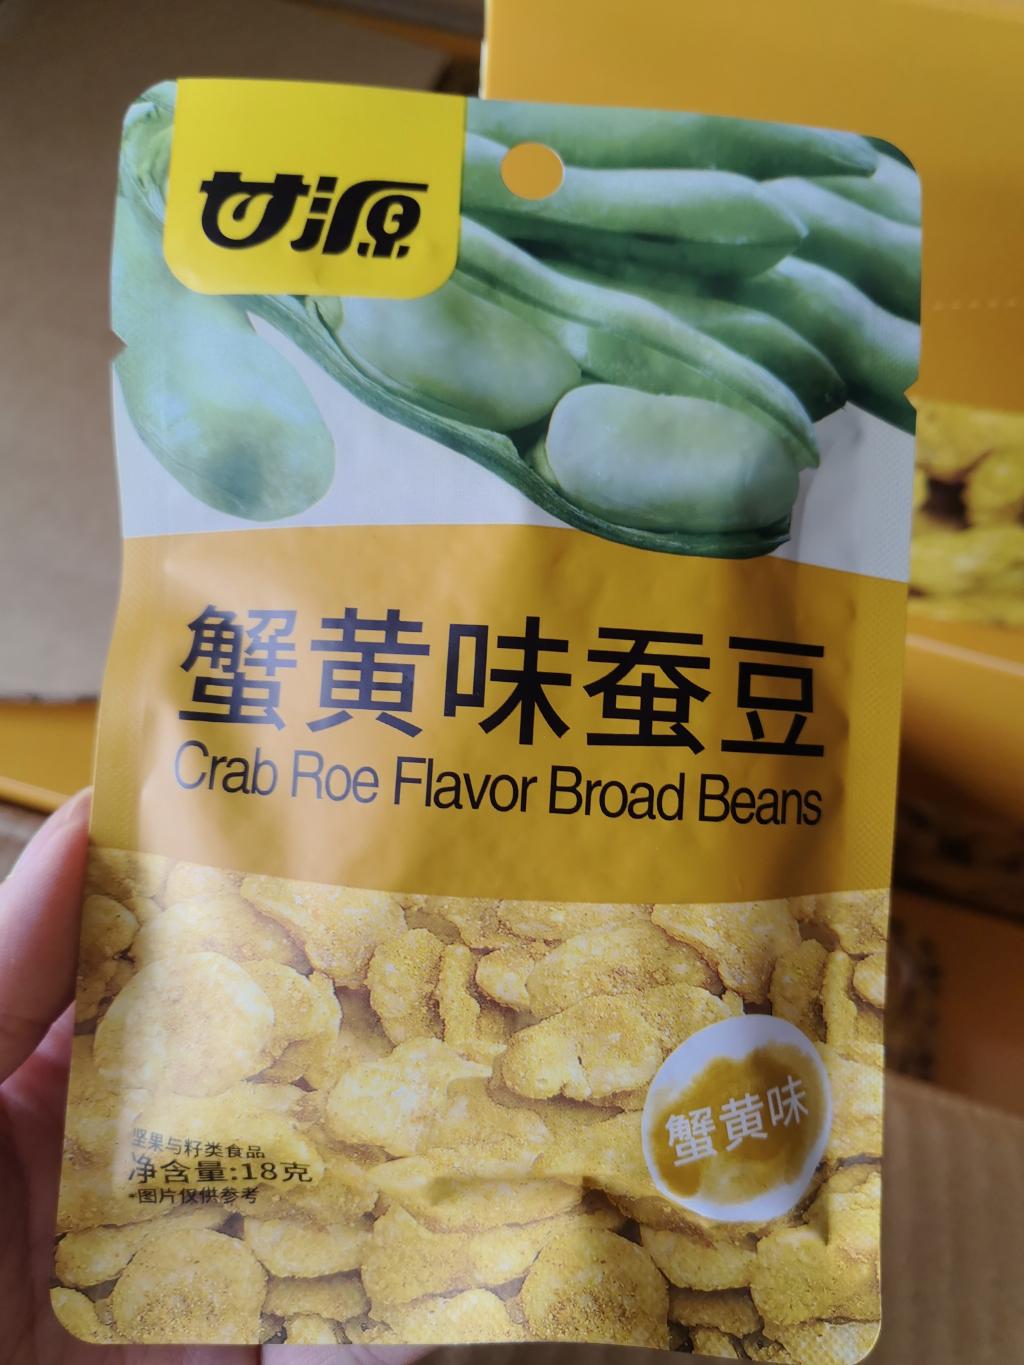 甘源
蟹黄味蚕豆
Crab Roe Flavor Broad Beans
蟹黄味
坚果与籽类食品
净含量:18克
*图片仅供参考